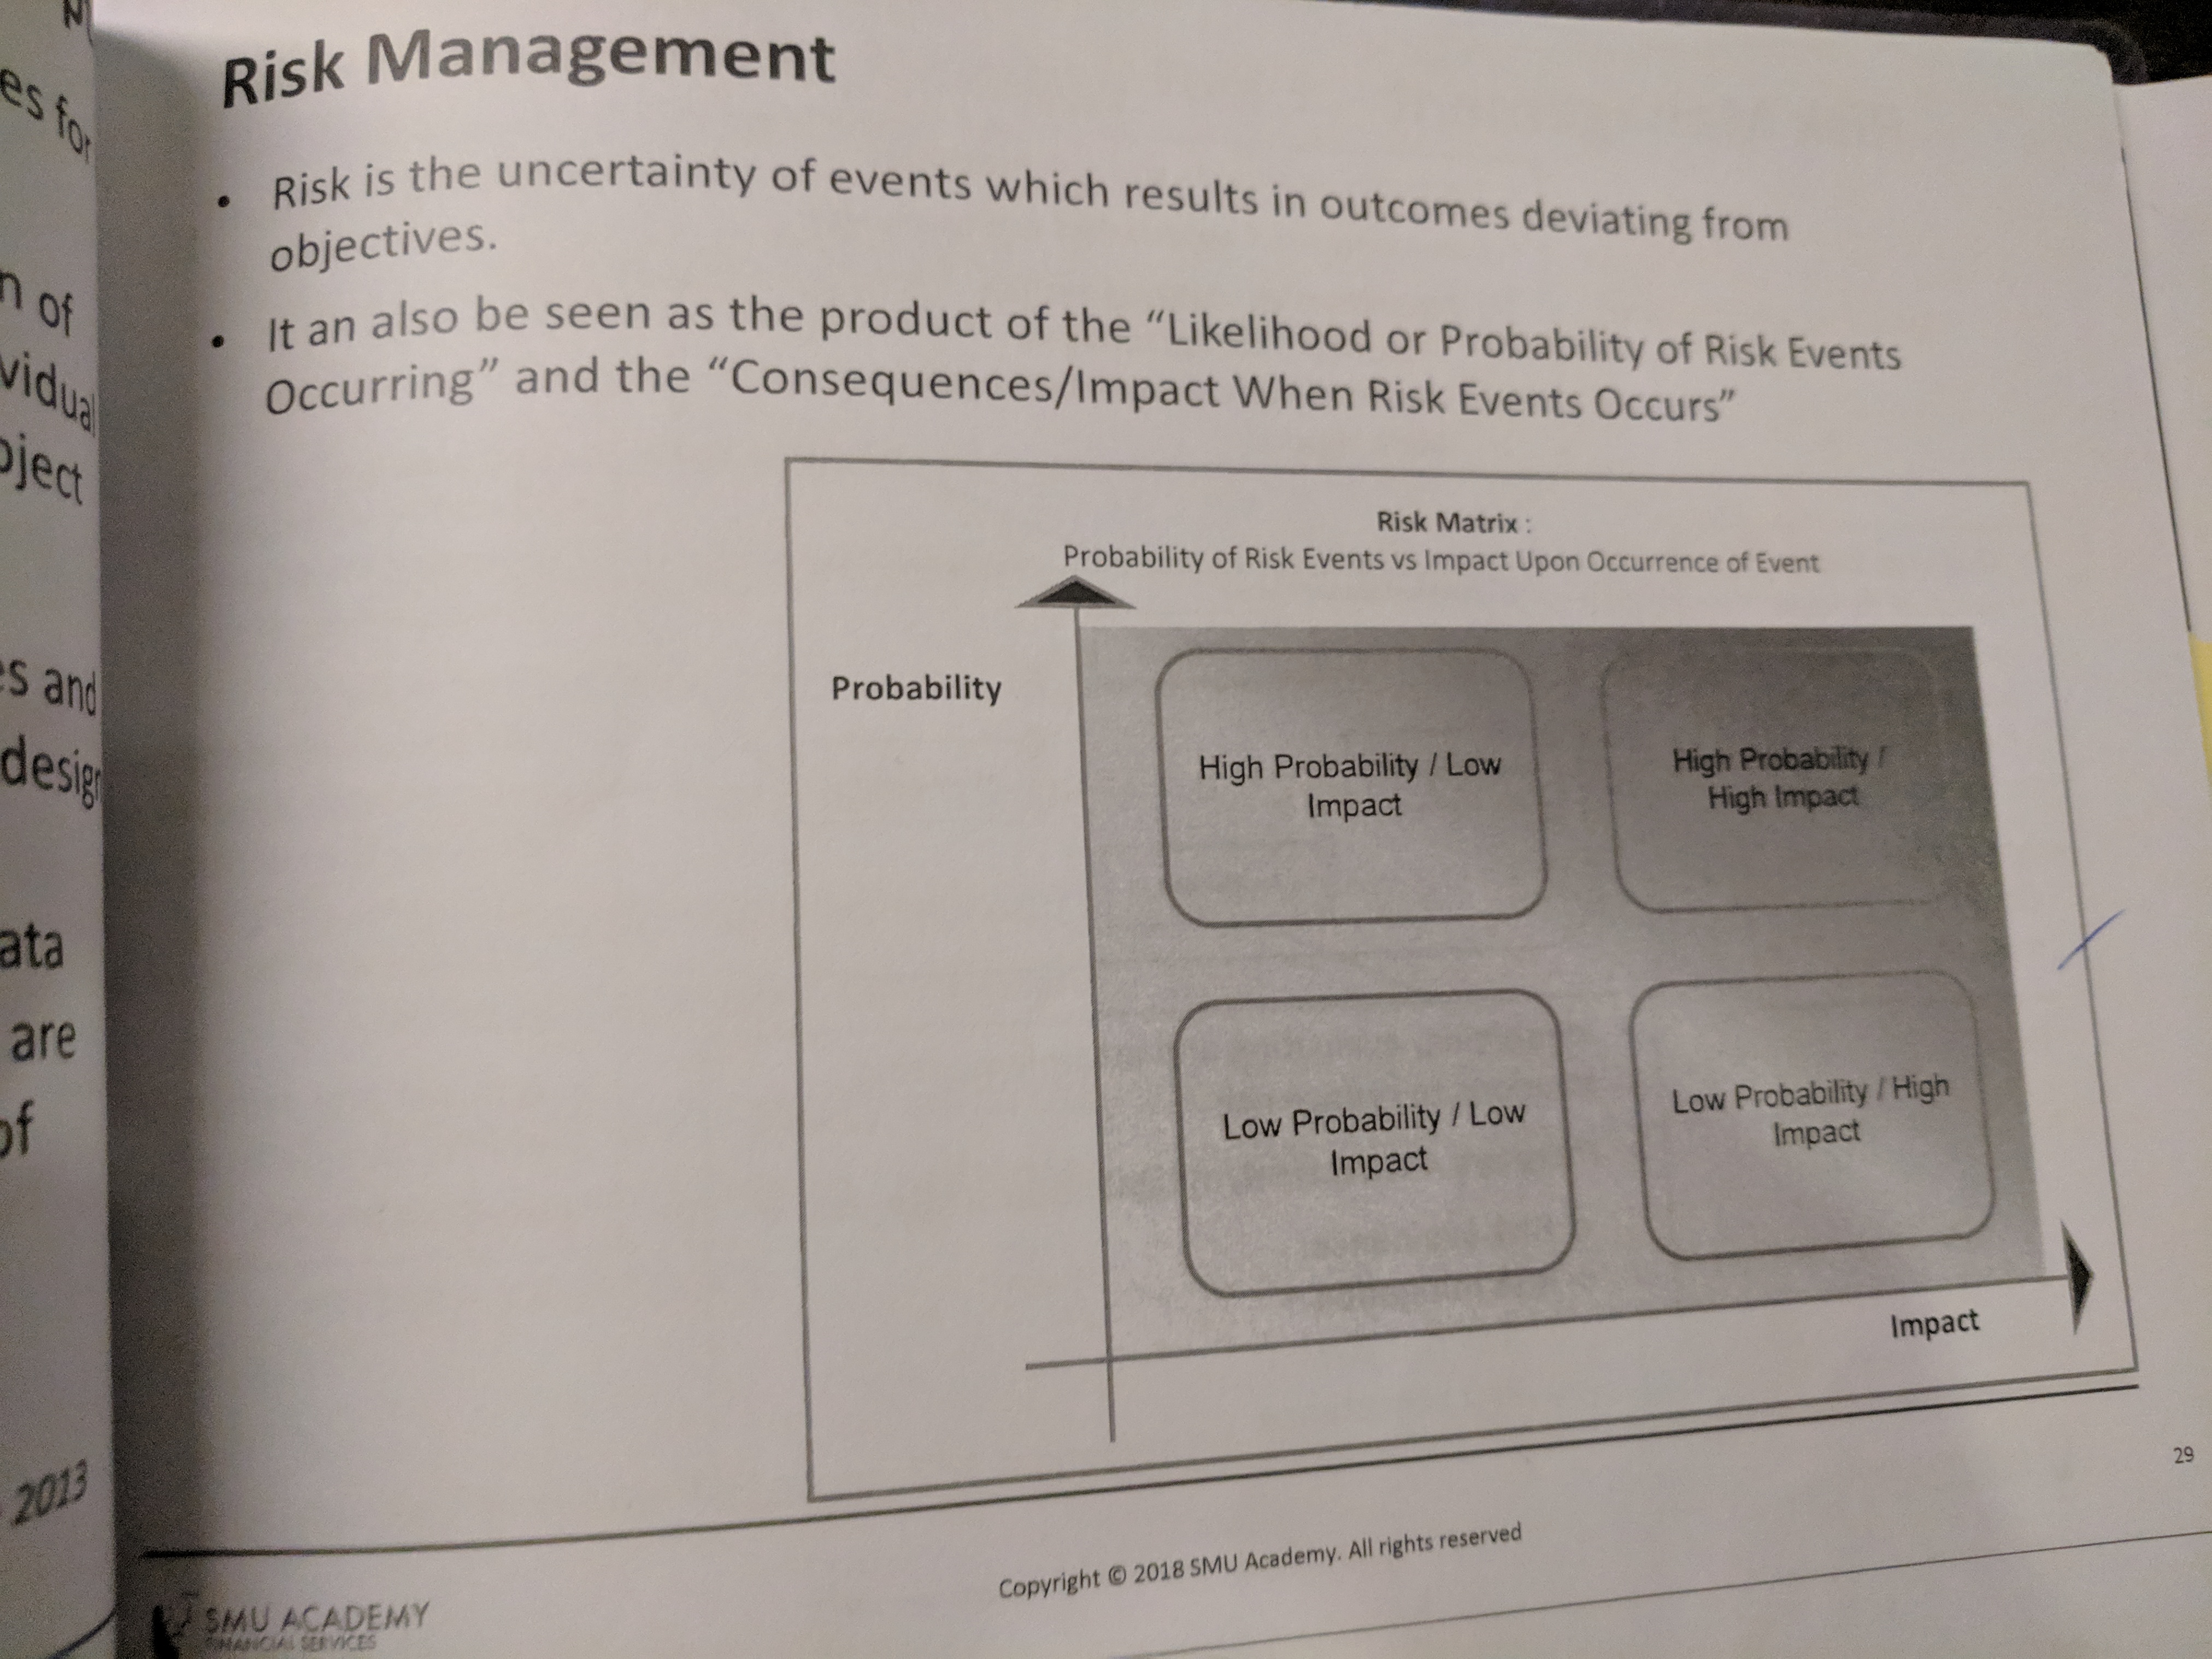 N
es for
n of
vidual
oject
es and
design
ata
are
of
2013
Risk Management
• Risk is the uncertainty of events which results in outcomes deviating from
objectives.
• It an also be seen as the product of the “Likelihood or Probability of Risk Events
Occurring” and the “Consequences/Impact When Risk Events Occurs”
Risk Matrix :
Probability of Risk Events vs Impact Upon Occurrence of Event
Probability
High Probability / Low
Impact
High Probability /
High Impact
Low Probability / Low
Impact
Low Probability / High
Impact
Impact
29
Copyright © 2018 SMU Academy. All rights reserved
SMU ACADEMY
FINANCIAL SERVICES